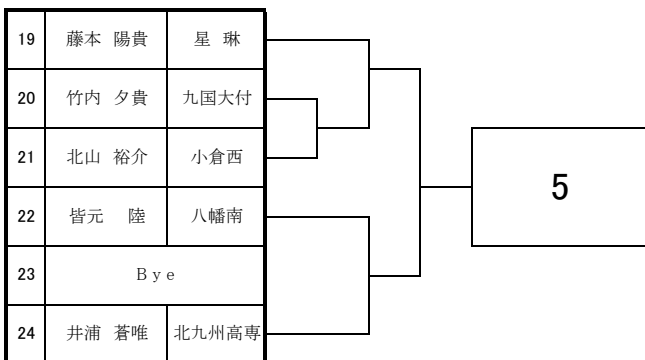 19 藤本 陽貴 星 琳
20 竹内 夕貴 九国大付
21 北山 裕介 小倉西
22 皆元 陸 八幡南
23 Bye
24 井浦 蒼唯 北九州高専
5